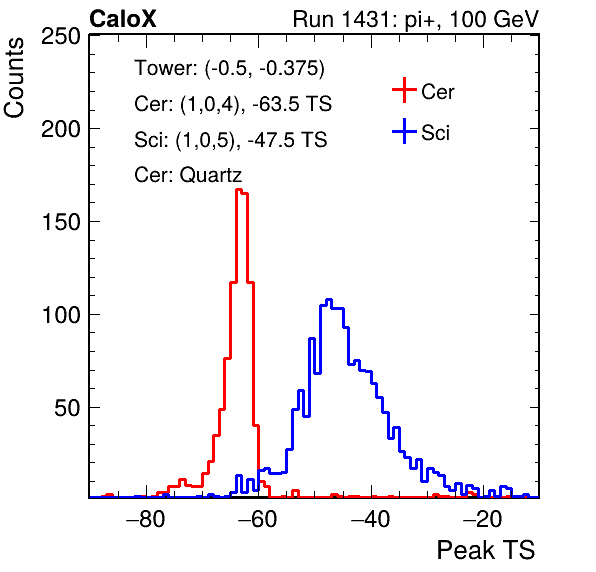 CaloX Run 1431: pi+, 100 GeV
Counts
250
200
150
100
50
Tower: (-0.5, -0.375)
Cer: (1,0,4), -63.5 TS
Sci: (1,0,5), -47.5 TS
Cer: Quartz
Cer
Sci
−80 −60 −40 −20
Peak TS